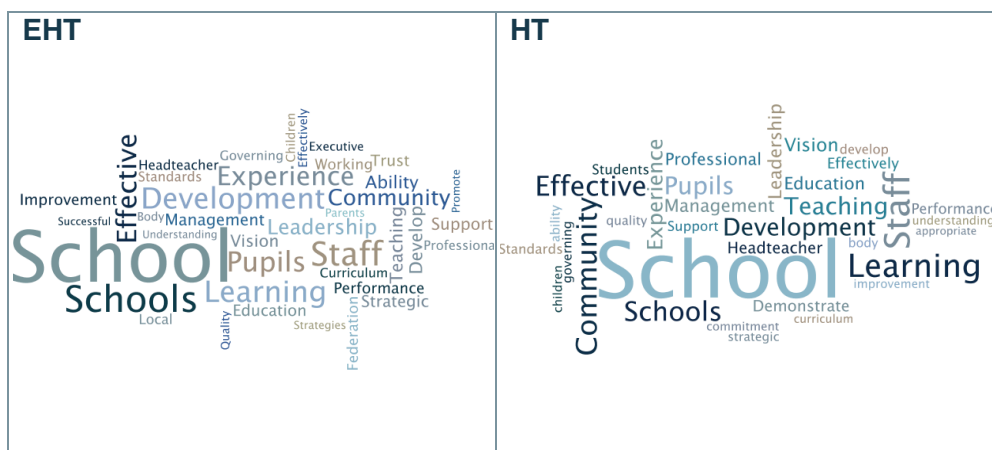 EHT
Children
Effectively
Effective
Governing
Executive
Headteacher
Working
Trust
Standards
Experience
Ability
Promote
Improvement
Development
Community
Successful
Body
Management
Parents
Leadership
Support
Understanding
Vision
Teaching
Develop
Professiona
School
Pupils
Staff
Curriculum
Performance
Schools
Learning
Strategic
Education
Local
Quality
Strategies
Federation
HT
Leadership
Vision
develop
Experience
Professional
Effectively
Students
Effective
Pupils
Education
Staff
Management
Teaching
Performance
ability
Community
quality
Support
Development
understanding
appropriate
Standards
governing
Headteacher
body
children
School
Learning
improvement
Schools
Demonstrate
curriculum
commitment
strategic